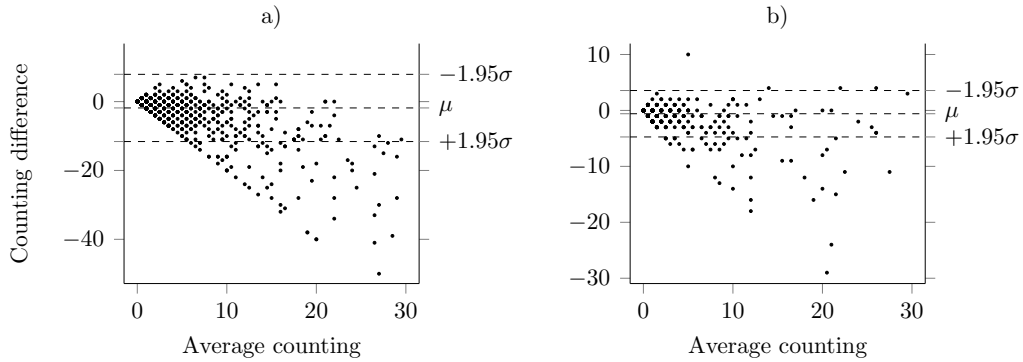 a)
Counting difference
0
−20
−40
−1.95σ
μ
+1.95σ
0
10
20
30
Average counting
b)
10
0
−10
−20
−30
−1.95σ
μ
+1.95σ
0
10
20
30
Average counting